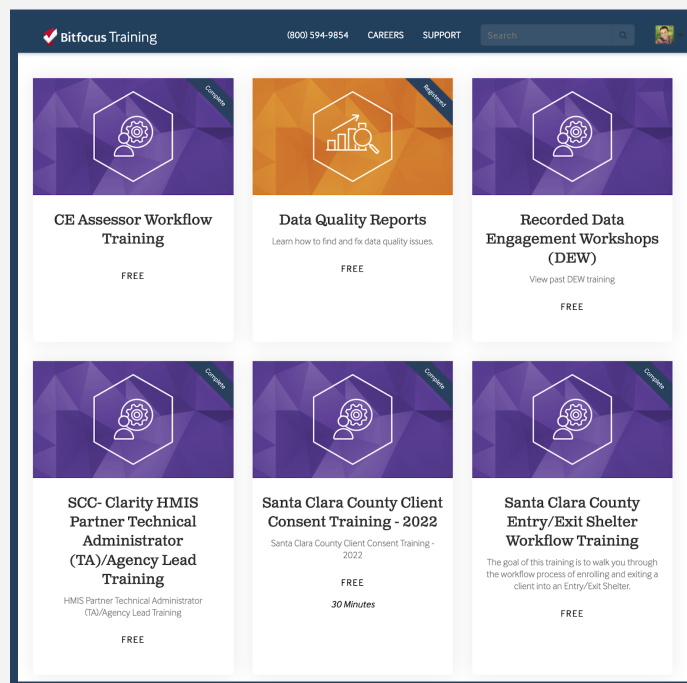 Bitfocus Training
(800) 594-9854 CAREERS SUPPORT Search
Complete
CE Assessor Workflow
Training
FREE
Registered
Data Quality Reports
Learn how to find and fix data quality issues.
FREE
Recorded Data
Engagement Workshops
(DEW)
View past DEW training
FREE
Complete
SCC- Clarity HMIS
Partner Technical
Administrator
(TA)/Agency Lead
Training
HMIS Partner Technical Administrator
(TA)/Agency Lead Training
FREE
Complete
Santa Clara County Client
Consent Training - 2022
Santa Clara County Client Consent Training -
2022
FREE
30 Minutes
Complete
Santa Clara County
Entry/Exit Shelter
Workflow Training
The goal of this training is to walk you through
the workflow process of enrolling and exiting a
client into an Entry/Exit Shelter.
FREE